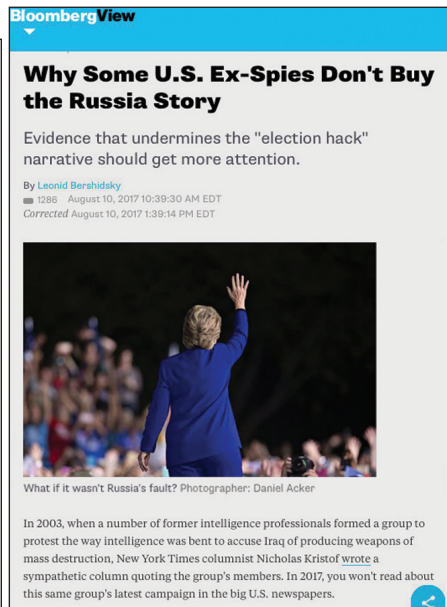 BloombergView
Why Some U.S. Ex-Spies Don't Buy
the Russia Story
Evidence that undermines the "election hack"
narrative should get more attention.
By Leonid Bershidsky
1286 August 10, 2017 10:39:30 AM EDT
Corrected August 10, 2017 1:39:14 PM EDT
What if it wasn't Russia's fault? Photographer: Daniel Acker
In 2003, when a number of former intelligence professionals formed a group to
protest the way intelligence was bent to accuse Iraq of producing weapons of
mass destruction, New York Times columnist Nicholas Kristof wrote a
sympathetic column quoting the group's members. In 2017, you won't read about
this same group's latest campaign in the big U.S. newspapers.